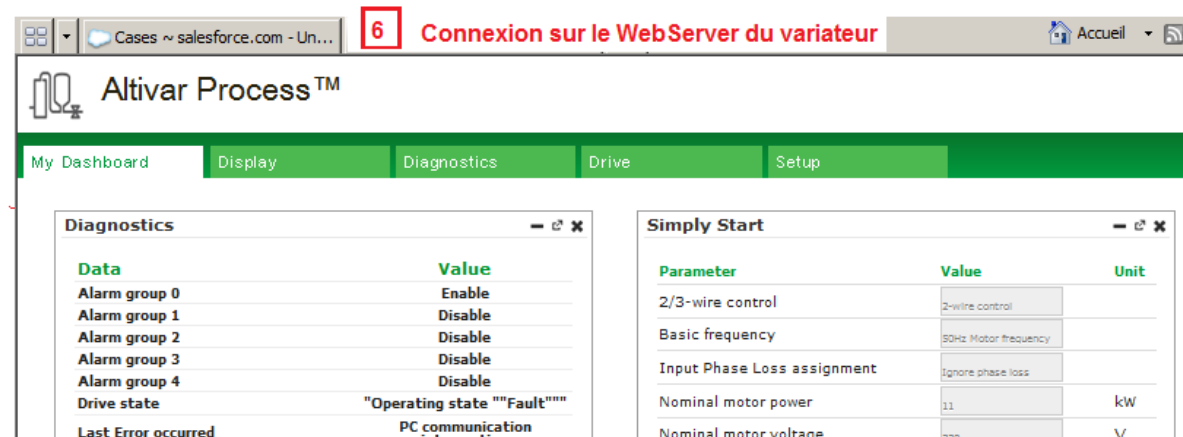 Cases ~ salesforce.com - Un...
6 Connexion sur le WebServer du variateur
Accueil
Altivar Process™
My Dashboard Display Diagnostics Drive Setup
Diagnostics
Data Value
Alarm group 0 Enable
Alarm group 1 Disable
Alarm group 2 Disable
Alarm group 3 Disable
Alarm group 4 Disable
Drive state "Operating state ""Fault"""
Last Error occurred PC communication
Simply Start
Parameter Value Unit
2/3-wire control 2-wire control
Basic frequency 50Hz Motor frequency
Input Phase Loss assignment Ignore phase loss
Nominal motor power 11 kW
Nominal motor voltage V